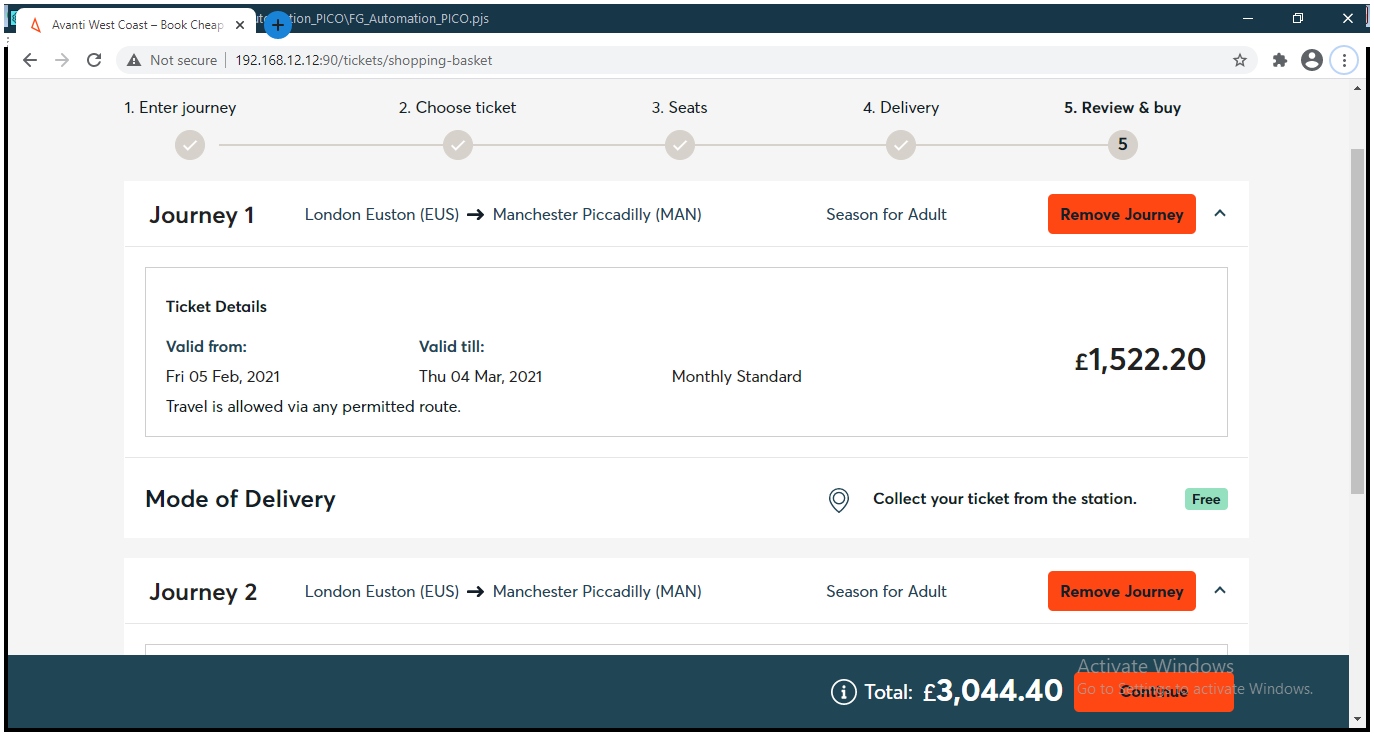 Avanti West Coast – Book Cheap
utomation_PICO\FG_Automation_PICO.pjs
Not secure | 192.168.12.12:90/tickets/shopping-basket
1. Enter journey 2. Choose ticket 3. Seats 4. Delivery 5. Review & buy
5
Journey 1 London Euston (EUS) → Manchester Piccadilly (MAN) Season for Adult Remove Journey
Ticket Details
Valid from: Valid till:
£1,522.20
Fri 05 Feb, 2021 Thu 04 Mar, 2021 Monthly Standard
Travel is allowed via any permitted route.
Mode of Delivery Collect your ticket from the station. Free
Journey 2 London Euston (EUS) → Manchester Piccadilly (MAN) Season for Adult Remove Journey
Activate Windows
Total: £3,044.40 Continue
Go to Settings to activate Windows.